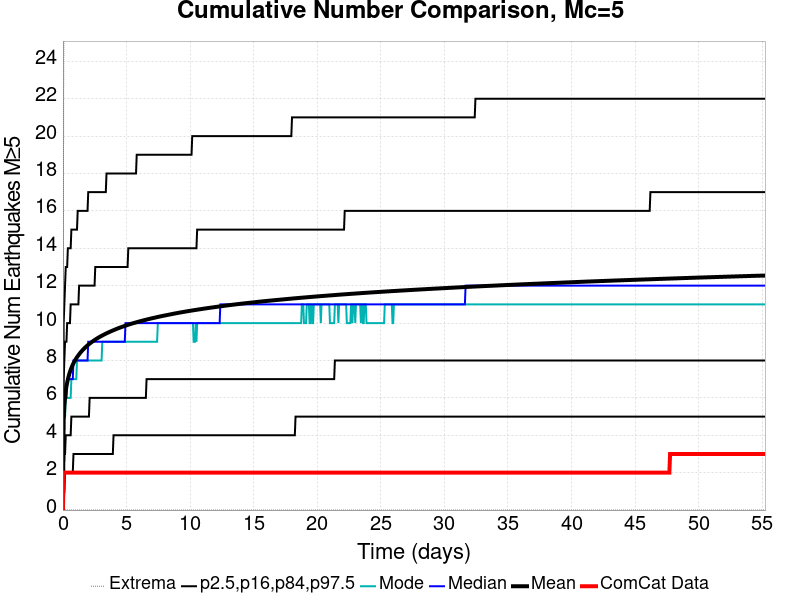 Cumulative Number Comparison, Mc=5
Cumulative Num Earthquakes M≥5
24
22
20
18
16
14
12
10
8
6
4
2
0
0 5 10 15 20 25 30 35 40 45 50 55
Time (days)
Extrema p2.5,p16,p84,p97.5 Mode Median Mean ComCat Data